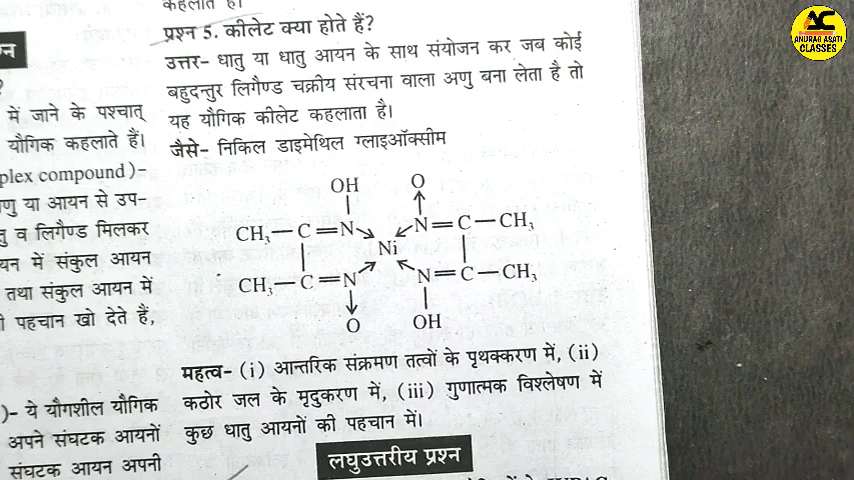 कहलाता है।
प्रश्न 5. कीलेट क्या होते हैं?
उत्तर– धातु या धातु आयन के साथ संयोजन कर जब कोई
बहुदन्तुर लिगैण्ड चक्रीय संरचना वाला अणु बना लेता है तो
यह यौगिक कीलेट कहलाता है।
जैसे– निकिल डाइमेथिल ग्लाइऑक्सीम
OH O
CH₃—C=N N=C—CH₃
Ni
CH₃—C=N N=C—CH₃
O OH
महत्व– (i) आन्तरिक संक्रमण तत्वों के पृथक्करण में, (ii)
कठोर जल के मृदुकरण में, (iii) गुणात्मक विश्लेषण में
कुछ धातु आयनों की पहचान में।
लघुउत्तरीय प्रश्न
में जाने के पश्चात्
यौगिक कहलाते हैं।
plex compound)–
या आयन से उप-
व लिगैण्ड मिलकर
में संकुल आयन
तथा संकुल आयन में
पहचान खो देते हैं,
)– ये यौगशील यौगिक
अपने संघटक आयनों
संघटक आयन अपनी
AC
ANURAG ASATI
CLASSES